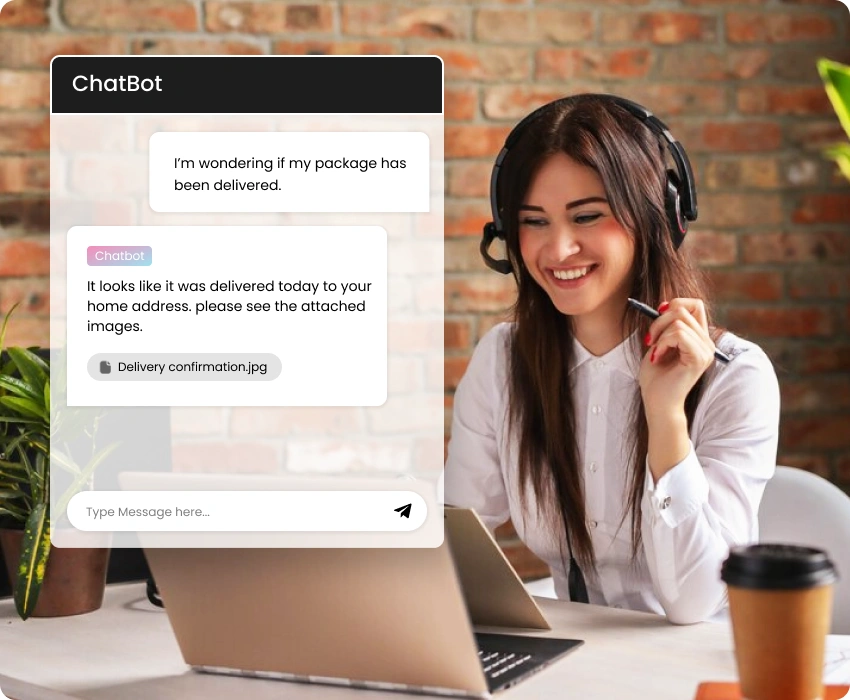 ChatBot
I’m wondering if my package has
been delivered.
Chatbot
It looks like it was delivered today to your
home address. please see the attached
images.
Delivery confirmation.jpg
Type Message here...